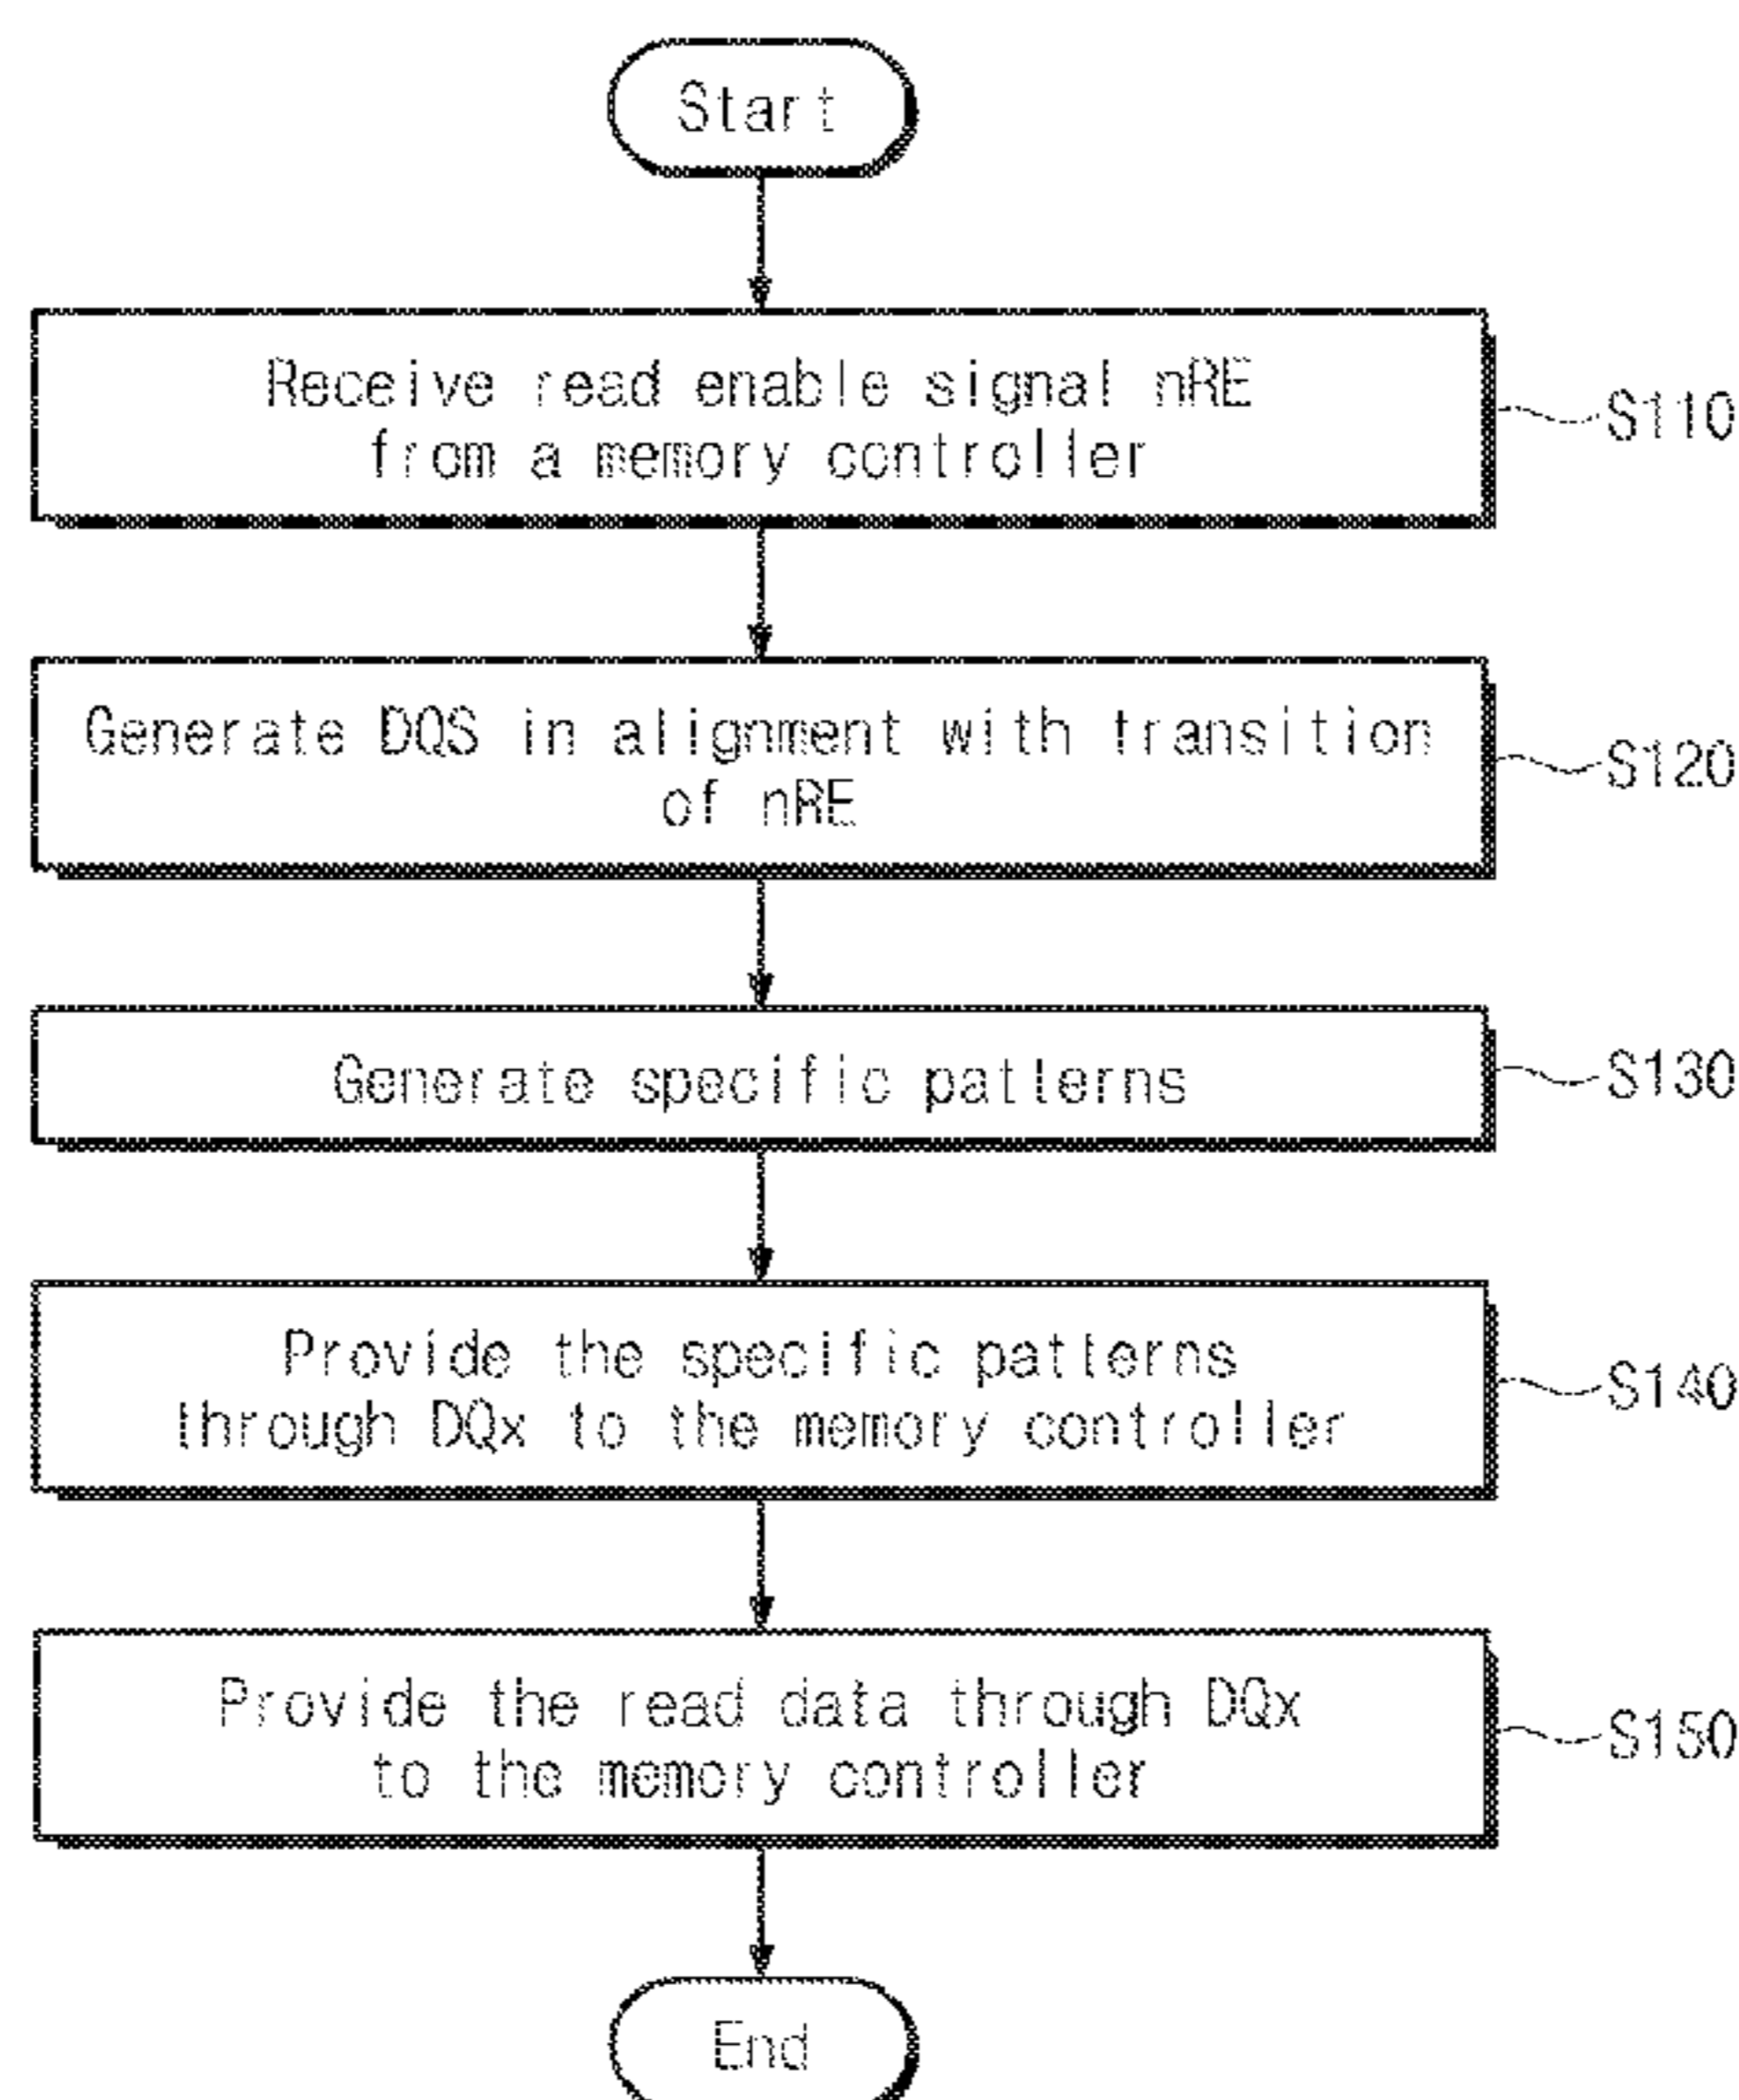 Start
Receive read enable signal nRE
from a memory controller
S110
Generate DQS in alignment with transition
of nRE
S120
Generate specific patterns
S130
Provide the specific patterns
through DQx to the memory controller
S140
Provide the read data through DQx
to the memory controller
S150
End